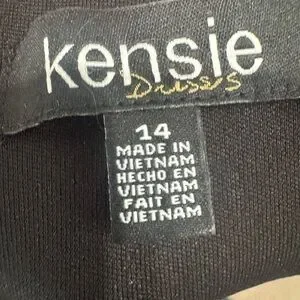 kensie
Dresses
14
MADE IN
VIETNAM
HECHO EN
VIETNAM
FAIT EN
VIETNAM